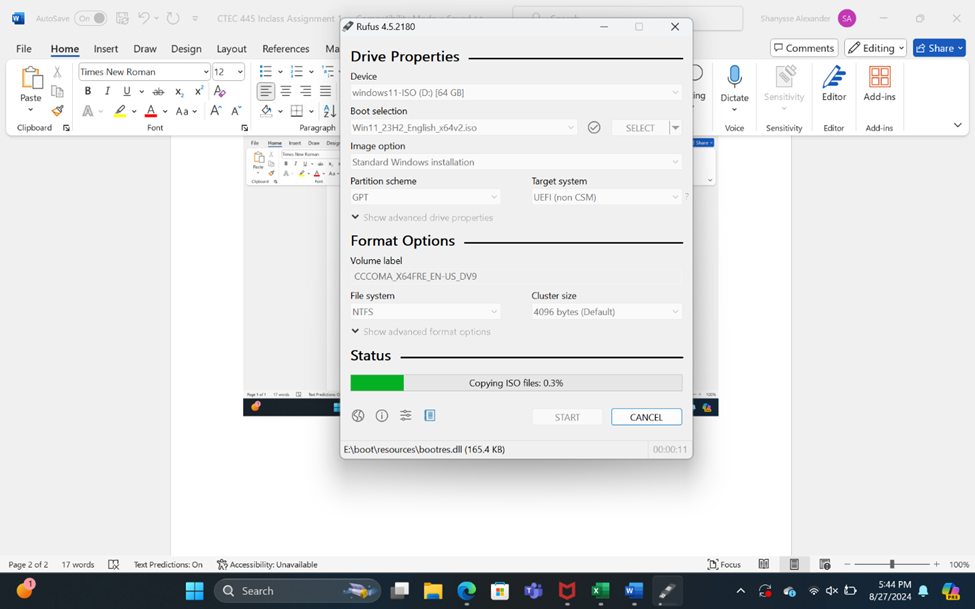 AutoSave On CTEC 445 Inclass Assignment
Shanysse Alexander SA
File Home Insert Draw Design Layout References Ma
Comments Editing Share
Paste
Times New Roman 12
B I U ab x₂ x²
A A Aa A A
Clipboard Font Paragraph
Dictate Sensitivity Editor Add-ins
Voice Sensitivity Editor Add-ins
Rufus 4.5.2180
Drive Properties
Device
windows11-ISO (D:) [64 GB]
Boot selection
Win11_23H2_English_x64v2.iso SELECT
Image option
Standard Windows installation
Partition scheme Target system
GPT UEFI (non CSM) ?
Show advanced drive properties
Format Options
Volume label
CCCOMA_X64FRE_EN-US_DV9
File system Cluster size
NTFS 4096 bytes (Default)
Show advanced format options
Status
Copying ISO files: 0.3%
START CANCEL
E:\boot\resources\bootres.dll (165.4 KB) 00:00:11
Page 2 of 2 17 words Text Predictions: On Accessibility: Unavailable Focus 100%
1 Search
5:44 PM
8/27/2024